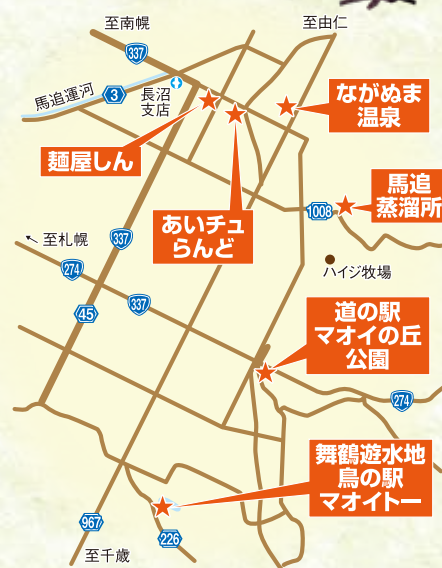 至南幌
至由仁
337
馬追運河
3
長沼
支店
ながぬま
温泉
麺屋しん
あいチュ
らんど
1008
馬追
蒸溜所
至札幌
274
337
ハイジ牧場
45
337
道の駅
マオイの丘
公園
274
舞鶴遊水地
鳥の駅
マオイトー
967
226
至千歳